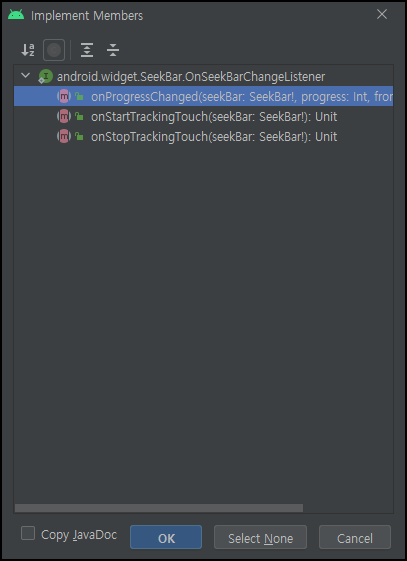 Implement Members
android.widget.SeekBar.OnSeekBarChangeListener
onProgressChanged(seekBar: SeekBar!, progress: Int, fror
onStartTrackingTouch(seekBar: SeekBar!): Unit
onStopTrackingTouch(seekBar: SeekBar!): Unit
Copy JavaDoc
OK
Select None
Cancel